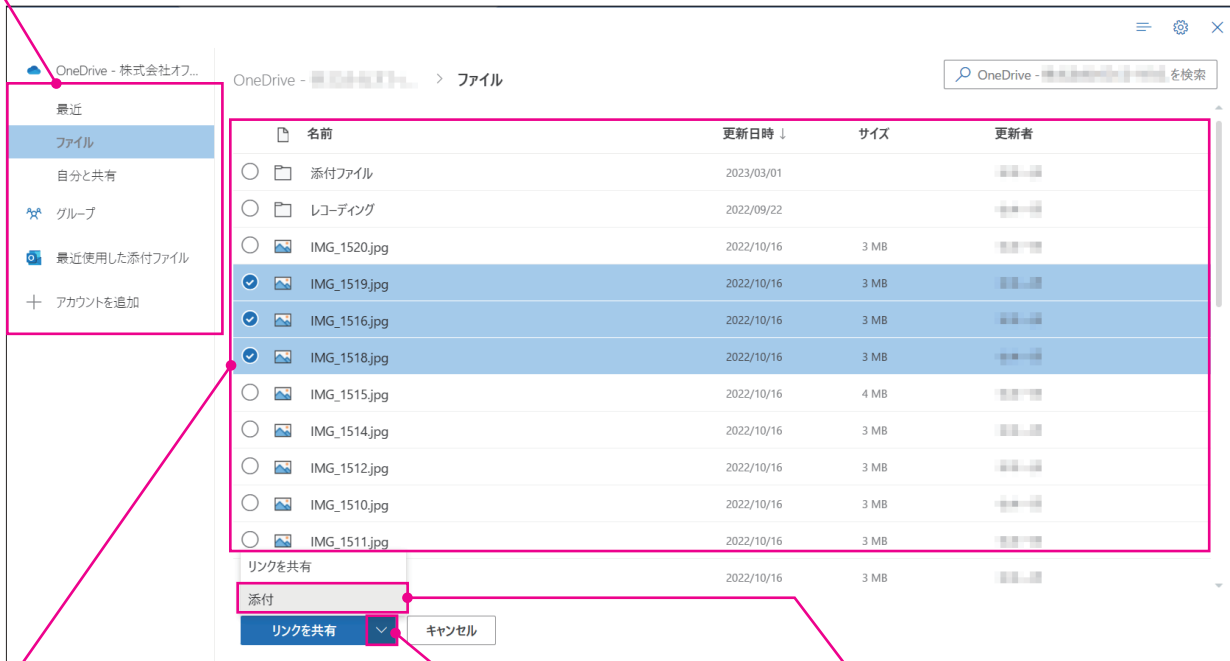 OneDrive - 株式会社オフ...
最近
ファイル
自分と共有
グループ
最近使用した添付ファイル
アカウントを追加
OneDrive - > ファイル
OneDrive - を検索
名前 更新日時↓ サイズ 更新者
添付ファイル 2023/03/01
レコーディング 2022/09/22
IMG_1520.jpg 2022/10/16 3 MB
IMG_1519.jpg 2022/10/16 3 MB
IMG_1516.jpg 2022/10/16 3 MB
IMG_1518.jpg 2022/10/16 3 MB
IMG_1515.jpg 2022/10/16 4 MB
IMG_1514.jpg 2022/10/16 3 MB
IMG_1512.jpg 2022/10/16 3 MB
IMG_1510.jpg 2022/10/16 3 MB
IMG_1511.jpg 2022/10/16 3 MB
2022/10/16 3 MB
リンクを共有
添付
リンクを共有 キャンセル